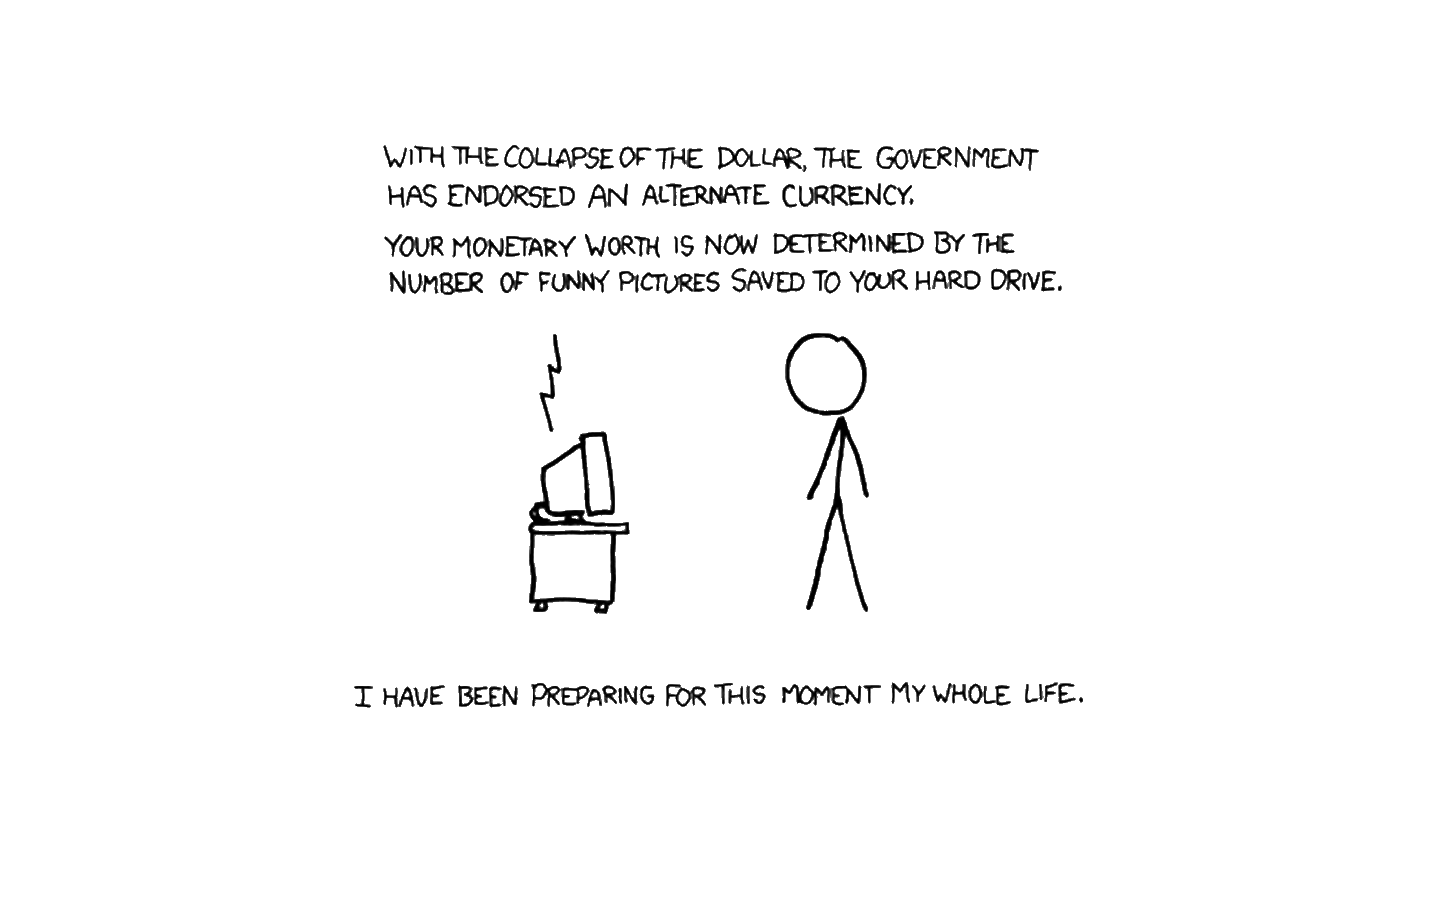 WITH THE COLLAPSE OF THE DOLLAR, THE GOVERNMENT
HAS ENDORSED AN ALTERNATE CURRENCY.
YOUR MONETARY WORTH IS NOW DETERMINED BY THE
NUMBER OF FUNNY PICTURES SAVED TO YOUR HARD DRIVE.
I HAVE BEEN PREPARING FOR THIS MOMENT MY WHOLE LIFE.